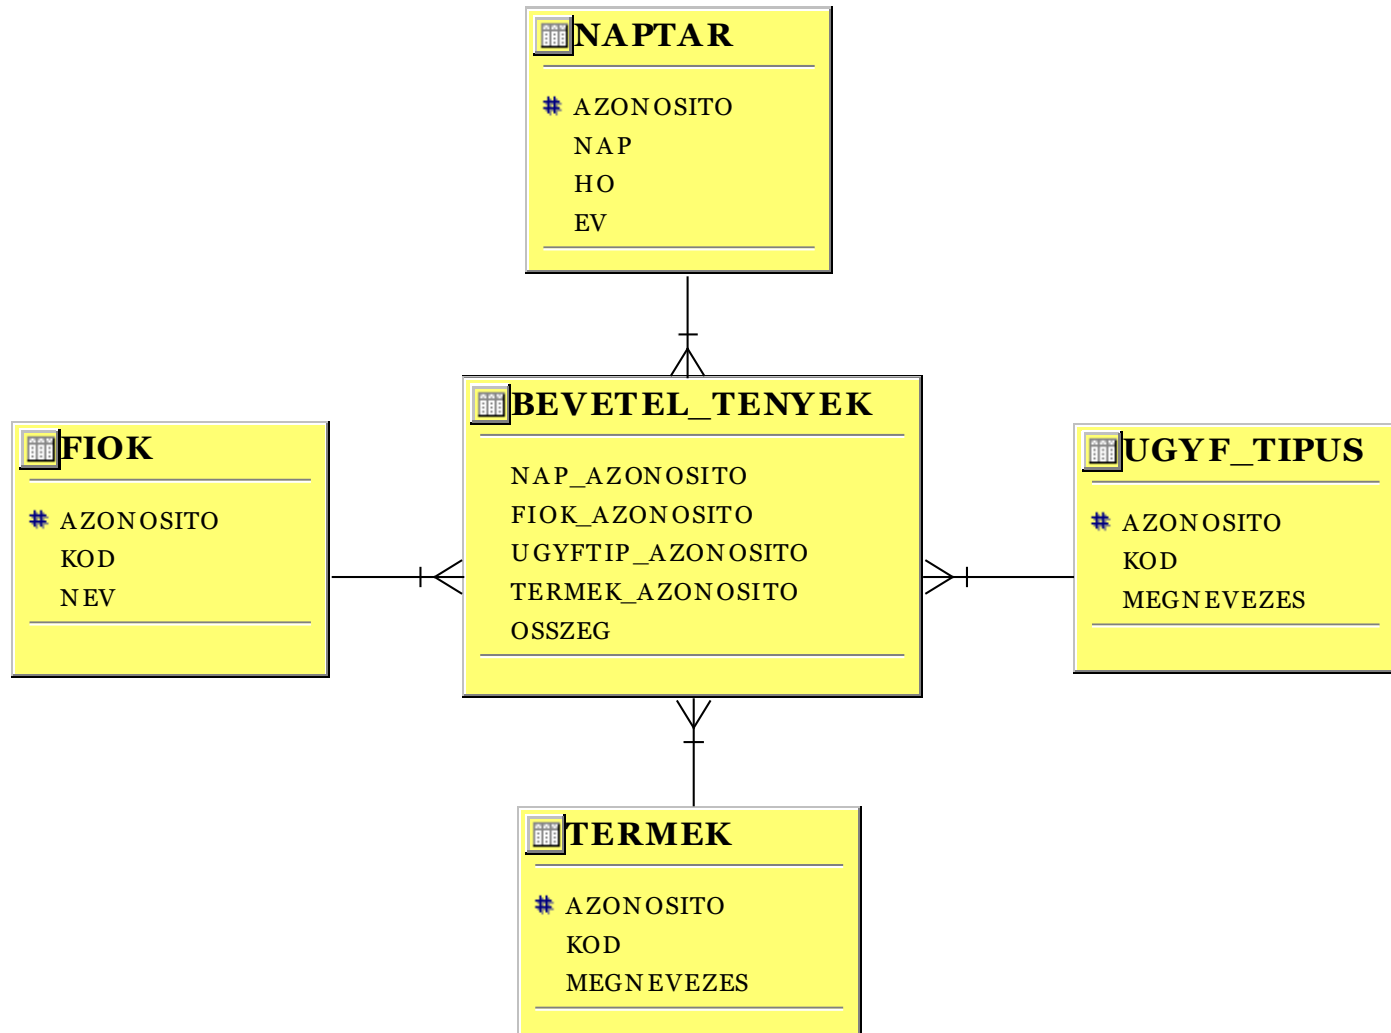 NAPTAR
# AZONOSITO
NAP
HO
EV
BEVETEL_TENYEK
NAP_AZONOSITO
FIOK_AZONOSITO
UGYFTIP_AZONOSITO
TERMEK_AZONOSITO
OSSZEG
FIOK
# AZONOSITO
KOD
NEV
UGYF_TIPUS
# AZONOSITO
KOD
MEGNEVEZES
TERMEK
# AZONOSITO
KOD
MEGNEVEZES